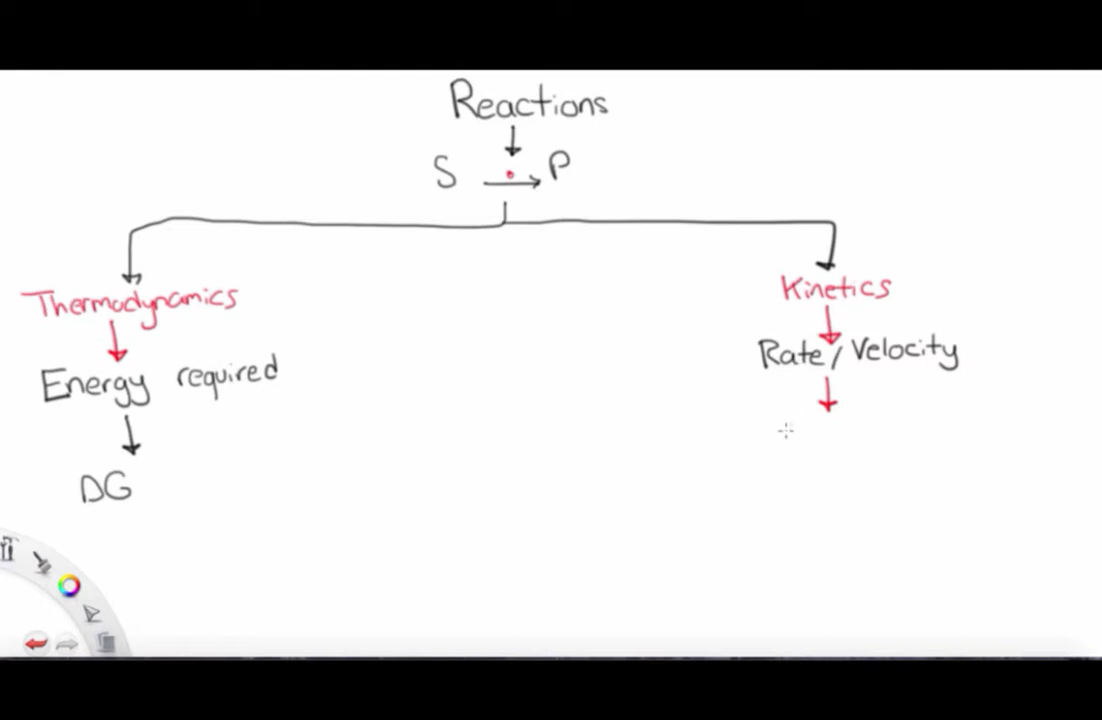 Reactions
S → P
Thermodynamics
Kinetics
Energy required
Rate/Velocity
DG